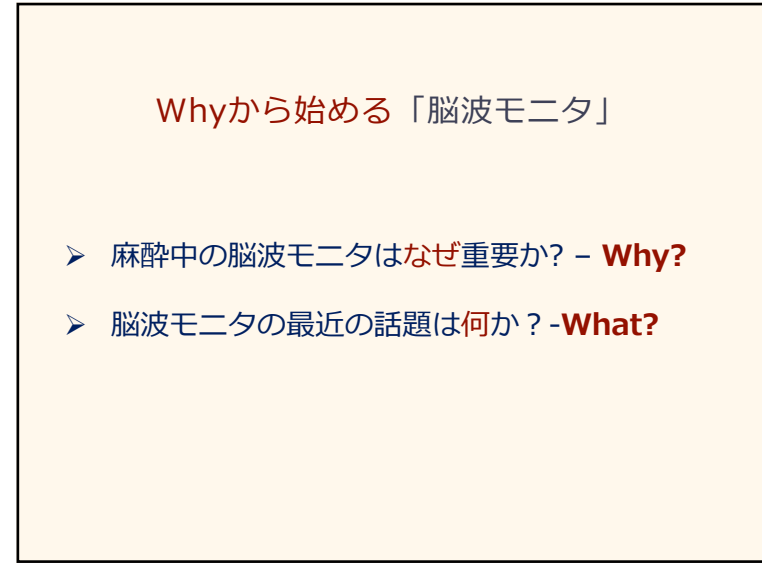 Whyから始める「脳波モニタ」
➢ 麻酔中の脳波モニタはなぜ重要か? – Why?
➢ 脳波モニタの最近の話題は何か？-What?